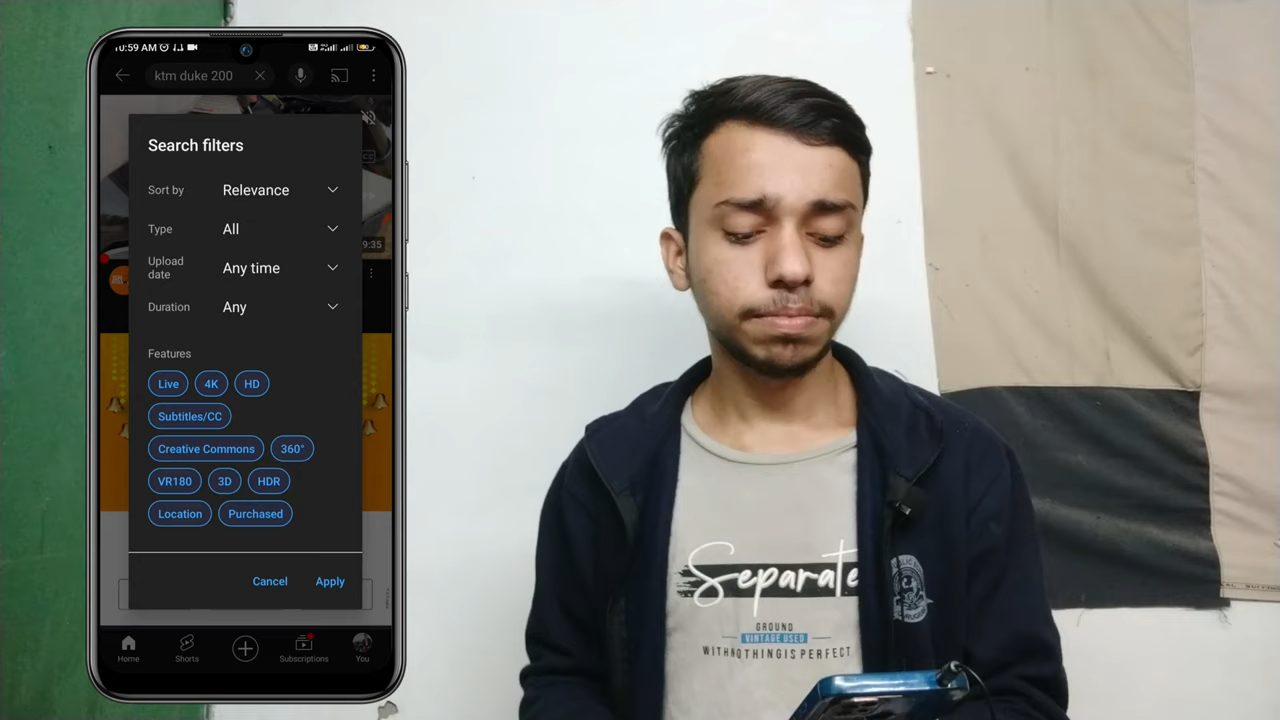 10:59 AM
ktm duke 200
Search filters
Sort by Relevance
Type All
Upload date Any time
Duration Any
9:35
CC
Features
Live 4K HD
Subtitles/CC
Creative Commons 360°
VR180 3D HDR
Location Purchased
Cancel Apply
Home Shorts Subscriptions You
Separate
GROUND
VINTAGE USED
WITHNOTHINGISPERFECT